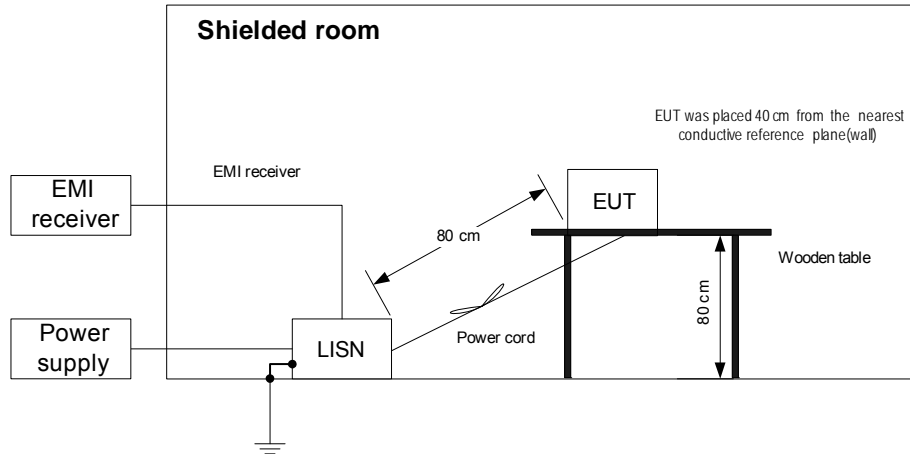 Shielded room
EUT was placed 40 cm from the nearest
conductive reference plane(wall)
EMI receiver
EMI
receiver
EUT
80 cm
Wooden table
80 cm
Power
supply
LISN
Power cord